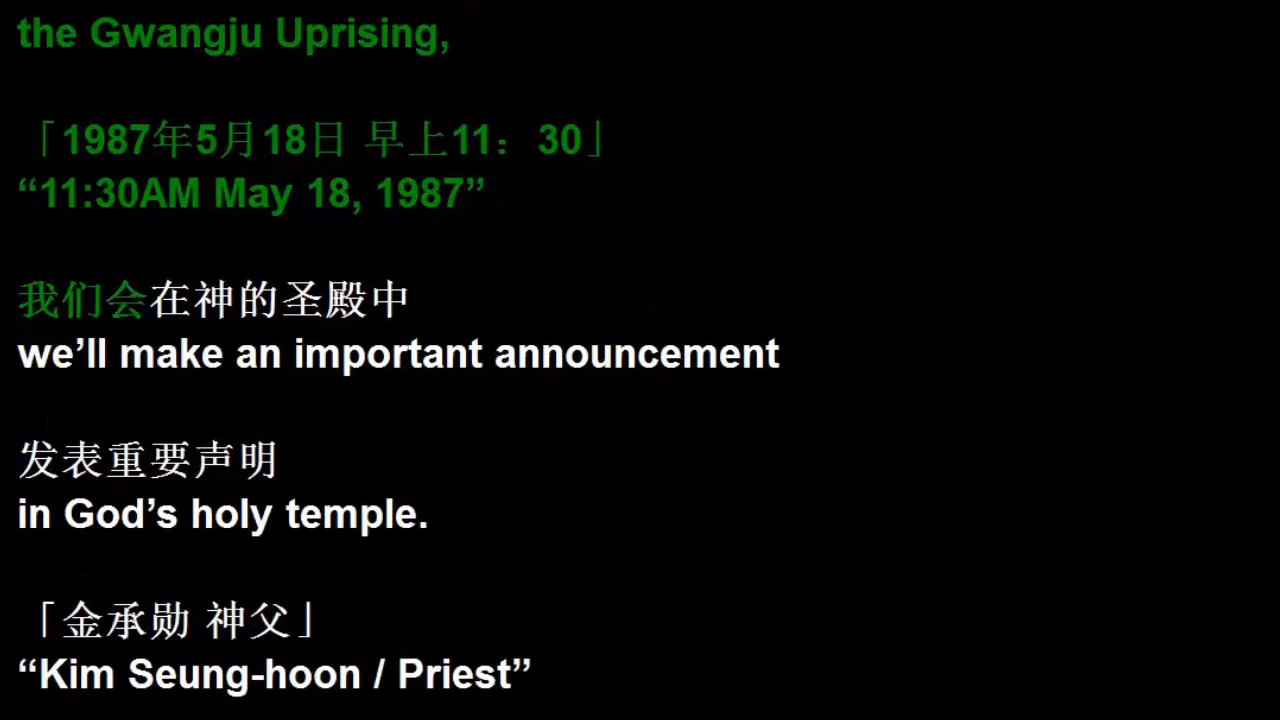 the Gwangju Uprising,
「1987年5月18日 早上11：30」
“11:30AM May 18, 1987”
我们会在神的圣殿中
we’ll make an important announcement
发表重要声明
in God’s holy temple.
「金承勋 神父」
“Kim Seung-hoon / Priest”